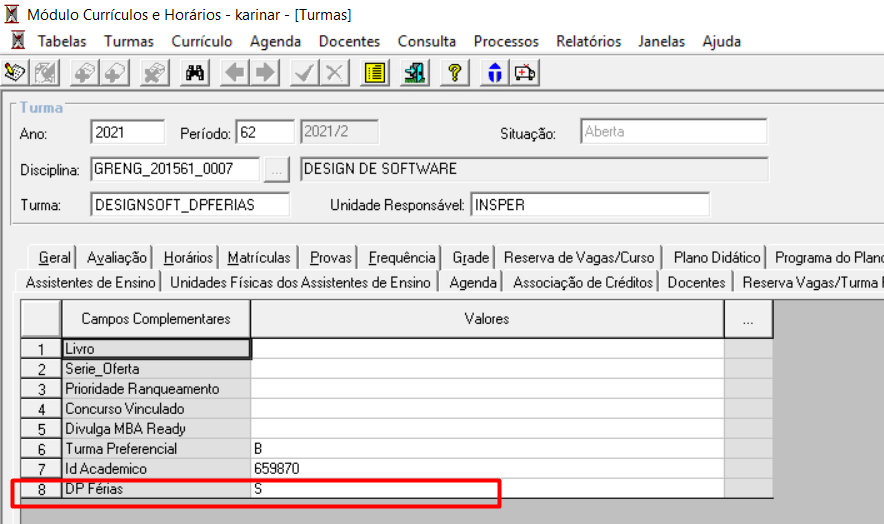 Módulo Currículos e Horários - karinar - [Turmas]
Tabelas Turmas Currículo Agenda Docentes Consulta Processos Relatórios Janelas Ajuda
Turma
Ano: 2021 Período: 62 2021/2 Situação: Aberta
Disciplina: GRENG_201561_0007 ... DESIGN DE SOFTWARE
Turma: DESIGNSOFT_DPFERIAS Unidade Responsável: INSPER
Geral Avaliação Horários Matrículas Provas Frequência Grade Reserva de Vagas/Curso Plano Didático Programa do Plano
Assistentes de Ensino Unidades Físicas dos Assistentes de Ensino Agenda Associação de Créditos Docentes Reserva Vagas/Turma
Campos Complementares Valores ...
1 Livro
2 Serie_Oferta
3 Prioridade Ranqueamento
4 Concurso Vinculado
5 Divulga MBA Ready
6 Turma Preferencial B
7 Id Academico 659870
8 DP Férias S